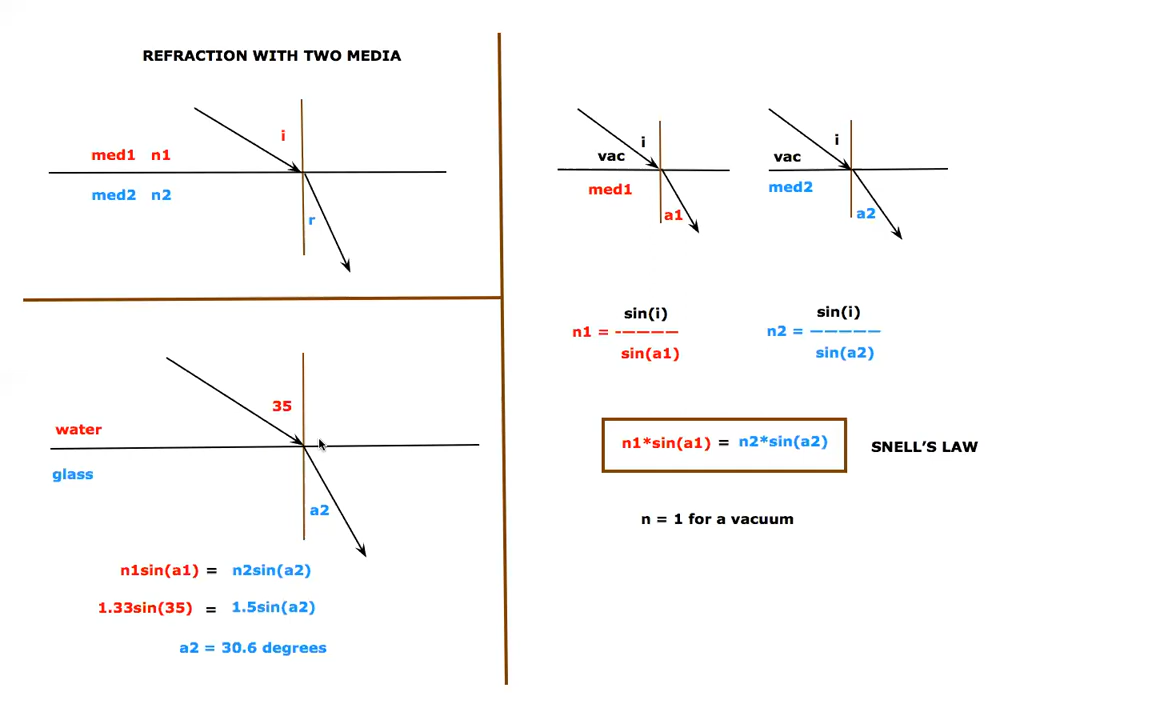 REFRACTION WITH TWO MEDIA
i
med1 n1
med2 n2
r
35
water
glass
a2
n1sin(a1) = n2sin(a2)
1.33sin(35) = 1.5sin(a2)
a2 = 30.6 degrees
i
vac
med1
a1
i
vac
med2
a2
sin(i)
n1 = -————
sin(a1)
sin(i)
n2 = —————
sin(a2)
n1*sin(a1) = n2*sin(a2)
SNELL’S LAW
n = 1 for a vacuum